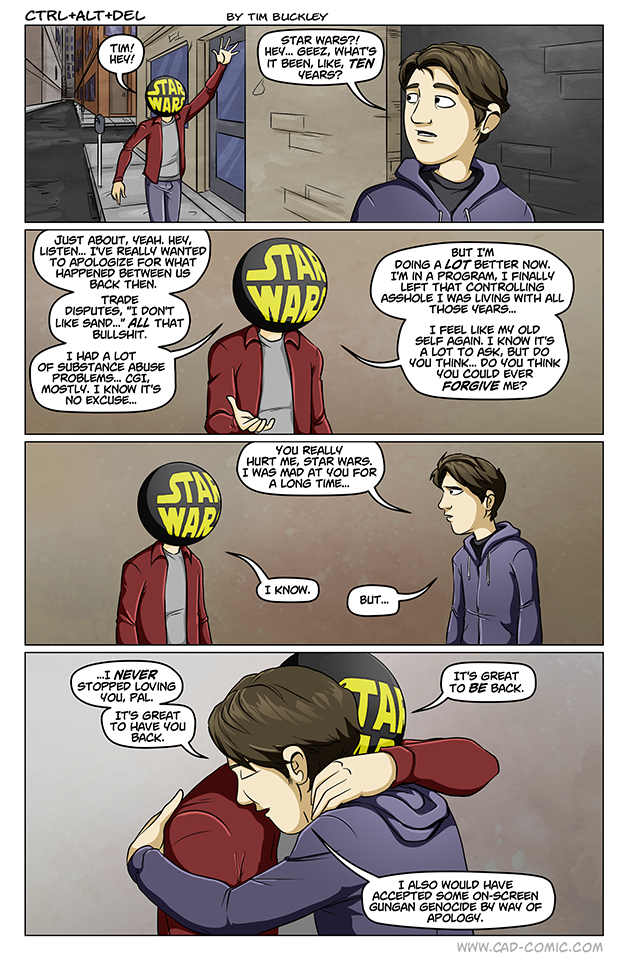 CTRL+ALT+DEL
BY TIM BUCKLEY
TIM!
HEY!
STAR
WARS
STAR WARS?!
HEY... GEEZ, WHAT'S
IT BEEN, LIKE, TEN
YEARS?
JUST ABOUT, YEAH. HEY,
LISTEN... I'VE REALLY WANTED
TO APOLOGIZE FOR WHAT
HAPPENED BETWEEN US
BACK THEN.
TRADE
DISPUTES, "I DON'T
LIKE SAND..." ALL THAT
BULLSHIT.
I HAD A LOT
OF SUBSTANCE ABUSE
PROBLEMS... CGI,
MOSTLY. I KNOW IT'S
NO EXCUSE...
STAR
WARS
BUT I'M
DOING A LOT BETTER NOW.
I'M IN A PROGRAM, I FINALLY
LEFT THAT CONTROLLING
ASSHOLE I WAS LIVING WITH ALL
THOSE YEARS...
I FEEL LIKE MY OLD
SELF AGAIN. I KNOW IT'S
A LOT TO ASK, BUT DO
YOU THINK... DO YOU THINK
YOU COULD EVER
FORGIVE ME?
YOU REALLY
HURT ME, STAR WARS.
I WAS MAD AT YOU FOR
A LONG TIME...
STAR
WARS
I KNOW.
BUT...
...I NEVER
STOPPED LOVING
YOU, PAL.
IT'S GREAT
TO HAVE YOU
BACK.
STAR
IT'S GREAT
TO BE BACK.
I ALSO WOULD HAVE
ACCEPTED SOME ON-SCREEN
GUNGAN GENOCIDE BY WAY OF
APOLOGY.
WWW.CAD-COMIC.COM